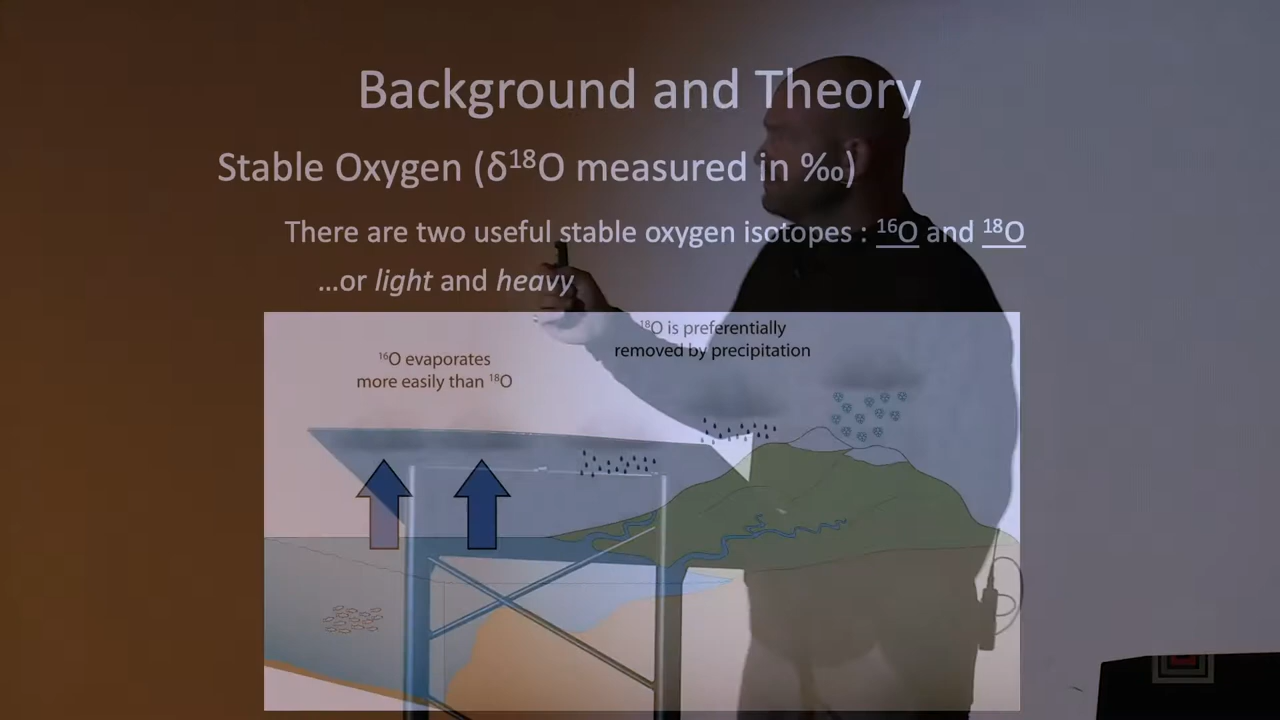 Background and Theory
Stable Oxygen (δ¹⁸O measured in ‰)
There are two useful stable oxygen isotopes : ¹⁶O and ¹⁸O
...or light and heavy
¹⁸O is preferentially
removed by precipitation
¹⁶O evaporates
more easily than ¹⁸O